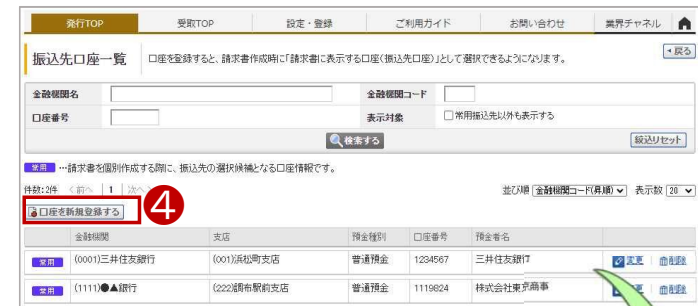 発行TOP 受取TOP 設定・登録 ご利用ガイド お問い合わせ 業界チャネル
振込先口座一覧 口座を登録すると、請求書作成時に「請求書に表示する口座(振込先口座)」として選択できるようになります。 戻る
金融機関名 金融機関コード
口座番号 表示対象 常用振込先以外も表示する
検索する 絞込リセット
常用 …請求書を個別作成する際に、振込先の選択候補となる口座情報です。
件数:2件 <前へ | 1 | 次へ> 並び順 金融機関コード(昇順) 表示数 20
口座を新規登録する 4
金融機関 支店 預金種別 口座番号 預金者名
常用 (0001)三井住友銀行 (001)浜松町支店 普通預金 1234567 三井住友銀行 変更 削除
常用 (1111)●▲銀行 (222)調布駅前支店 普通預金 1119824 株式会社東京商事 変更 削除